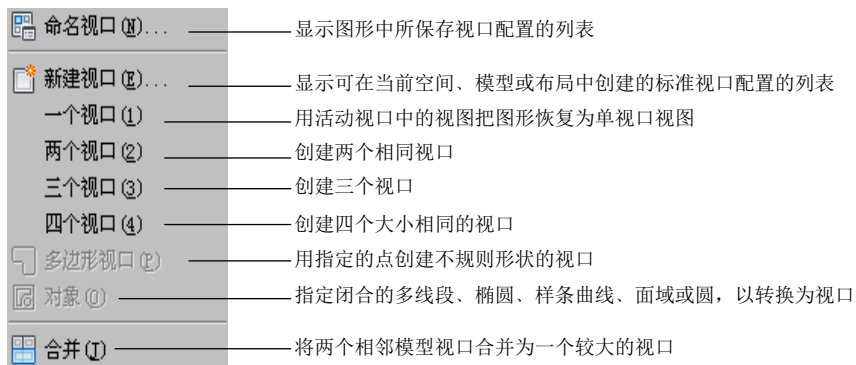 命名视口(N)... 显示图形中所保存视口配置的列表
新建视口(E)... 显示可在当前空间、模型或布局中创建的标准视口配置的列表
一个视口(1) 用活动视口中的视图把图形恢复为单视口视图
两个视口(2) 创建两个相同视口
三个视口(3) 创建三个视口
四个视口(4) 创建四个大小相同的视口
多边形视口(P) 用指定的点创建不规则形状的视口
对象(O) 指定闭合的多线段、椭圆、样条曲线、面域或圆，以转换为视口
合并(J) 将两个相邻模型视口合并为一个较大的视口